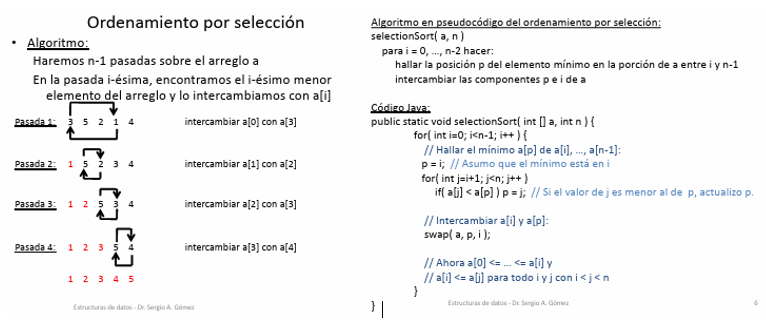 Ordenamiento por selección
• Algoritmo:
Haremos n-1 pasadas sobre el arreglo a
En la pasada i-ésima, encontramos el i-ésimo menor
elemento del arreglo y lo intercambiamos con a[i]
Pasada 1: 3 5 2 1 4 intercambiar a[0] con a[3]
Pasada 2: 1 5 2 3 4 intercambiar a[1] con a[2]
Pasada 3: 1 2 5 3 4 intercambiar a[2] con a[3]
Pasada 4: 1 2 3 5 4 intercambiar a[3] con a[4]
1 2 3 4 5
Estructuras de datos - Dr. Sergio A. Gómez
Algoritmo en pseudocódigo del ordenamiento por selección:
selectionSort( a, n )
para i = 0, ..., n-2 hacer:
hallar la posición p del elemento mínimo en la porción de a entre i y n-1
intercambiar las componentes p e i de a
Código Java:
public static void selectionSort( int [] a, int n ) {
for( int i=0; i<n-1; i++ ) {
// Hallar el mínimo a[p] de a[i], ..., a[n-1]:
p = i; // Asumo que el mínimo está en i
for( int j=i+1; j<n; j++ )
if( a[j] < a[p] ) p = j; // Si el valor de j es menor al de p, actualizo p.
// Intercambiar a[i] y a[p]:
swap( a, p, i );
// Ahora a[0] <= ... <= a[i] y
// a[i] <= a[j] para todo i y j con i < j < n
}
Estructuras de datos - Dr. Sergio A. Gómez 6
}